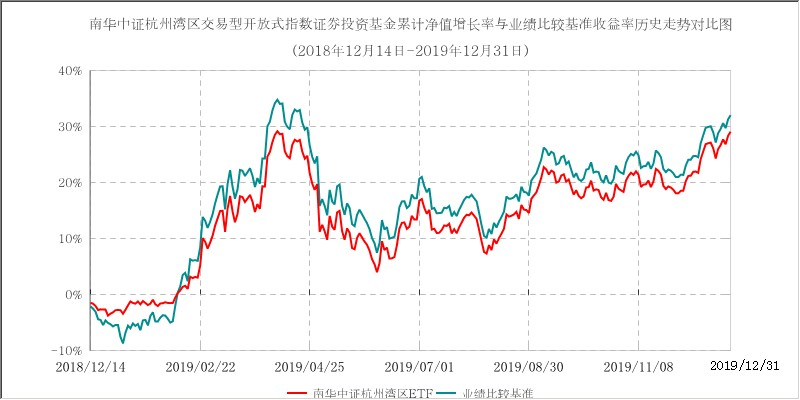 南华中证杭州湾区交易型开放式指数证券投资基金累计净值增长率与业绩比较基准收益率历史走势对比图
(2018年12月14日-2019年12月31日)
40%
30%
20%
10%
0%
-10%
2018/12/14 2019/02/22 2019/04/25 2019/07/01 2019/08/30 2019/11/08 2019/12/31
南华中证杭州湾区ETF 业绩比较基准